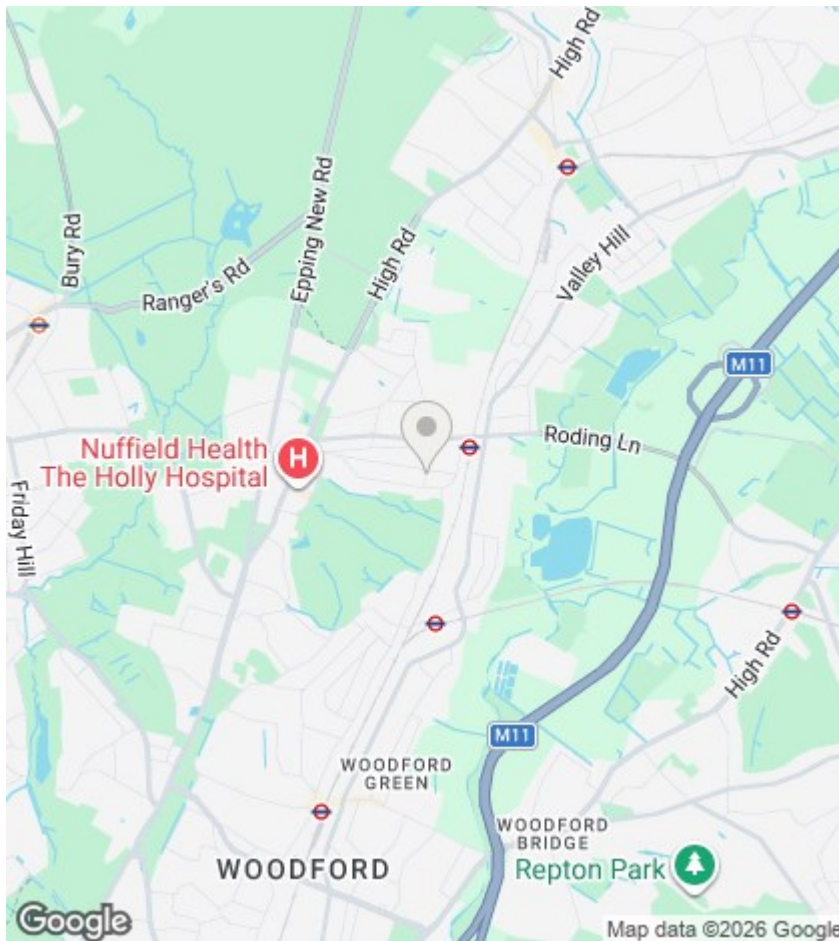 High Rd
Epping New Rd
Bury Rd
High Rd
Ranger's Rd
Valley Hill
M11
Nuffield Health
The Holly Hospital
H
Roding Ln
Friday Hill
High Rd
M11
WOODFORD
GREEN
WOODFORD
BRIDGE
WOODFORD
Repton Park
Google
Map data ©2026 Google